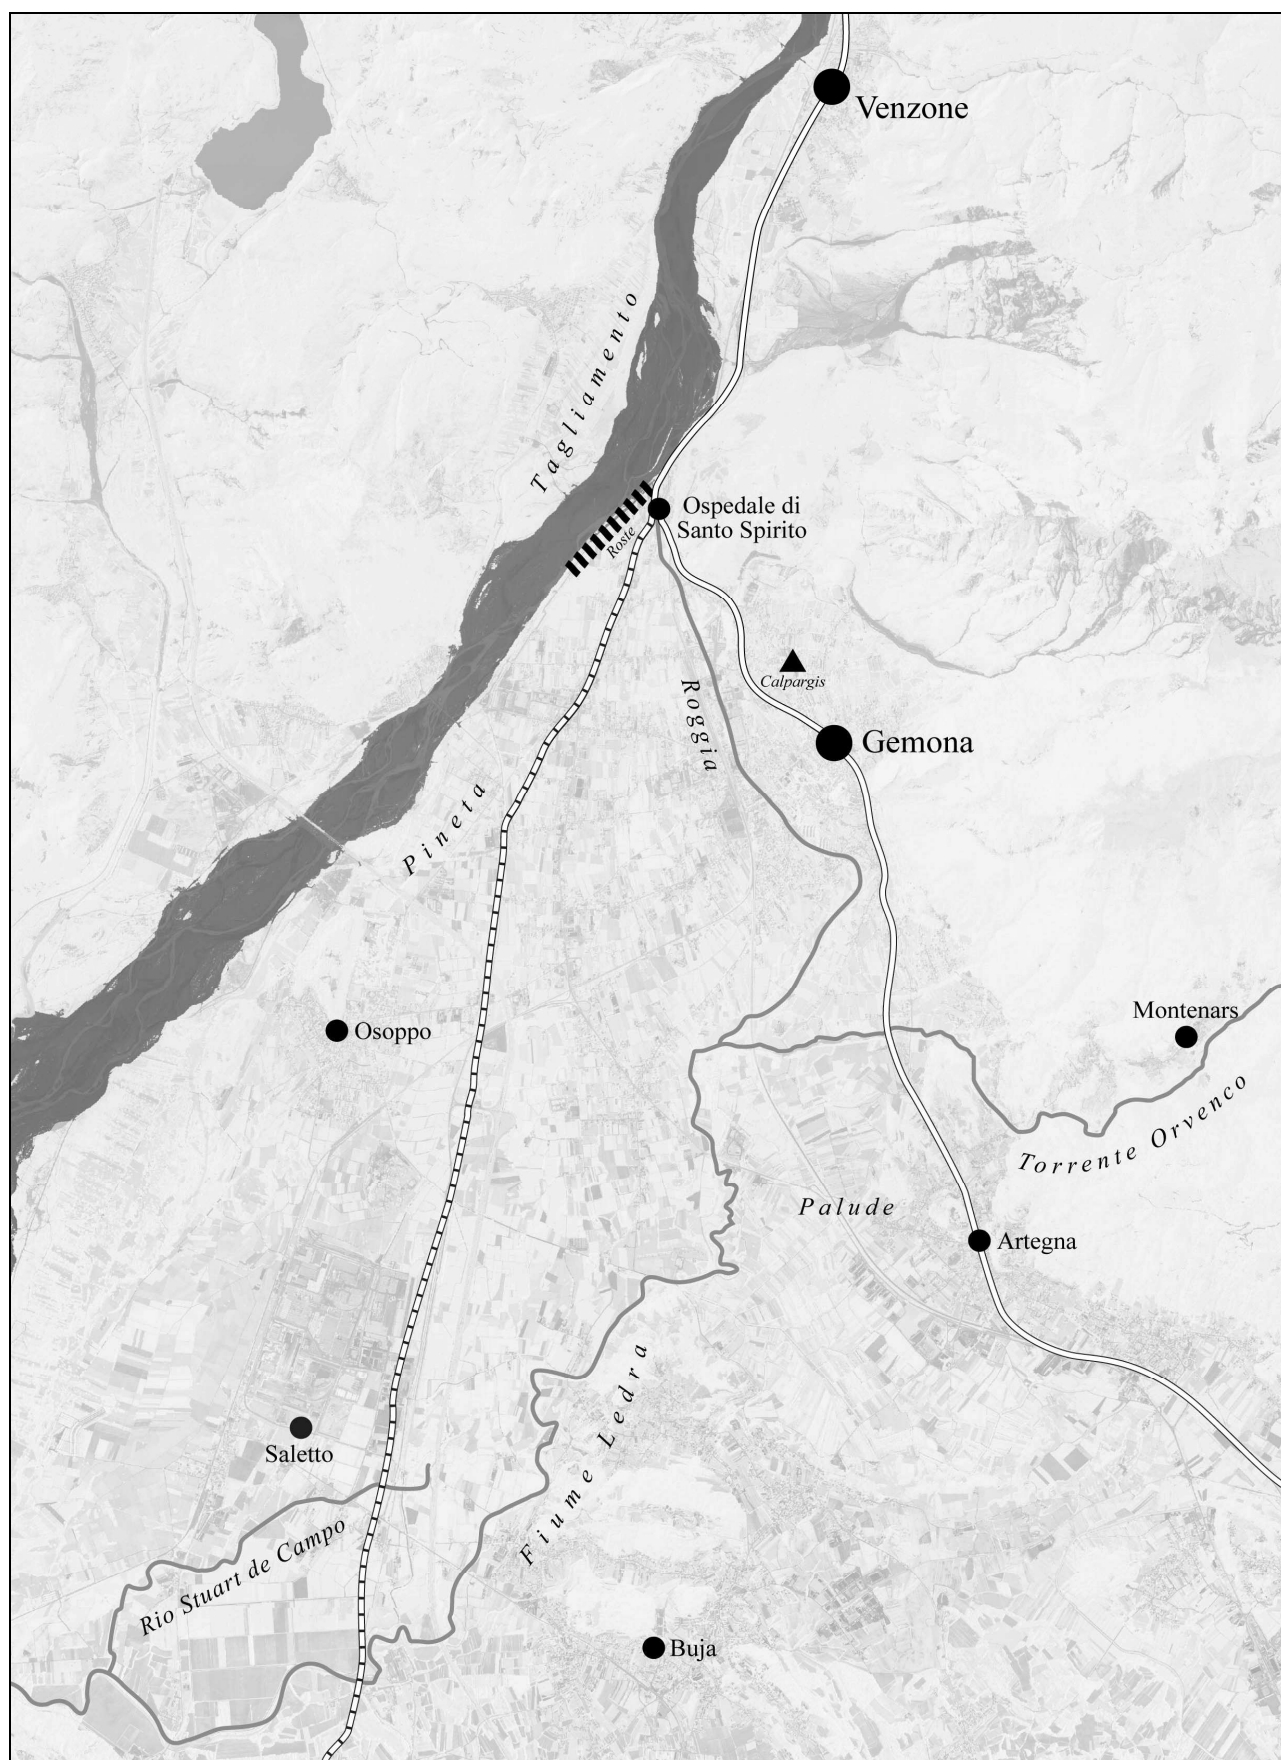 Venzone
Tagliamento
Ospedale di
Santo Spirito
Roste
Calpargis
Roggia
Gemona
Pineta
Montenars
Osoppo
Torrente Orvenco
Palude
Artegna
Fiume Ledra
Saletto
Rio Stuart de Campo
Buja